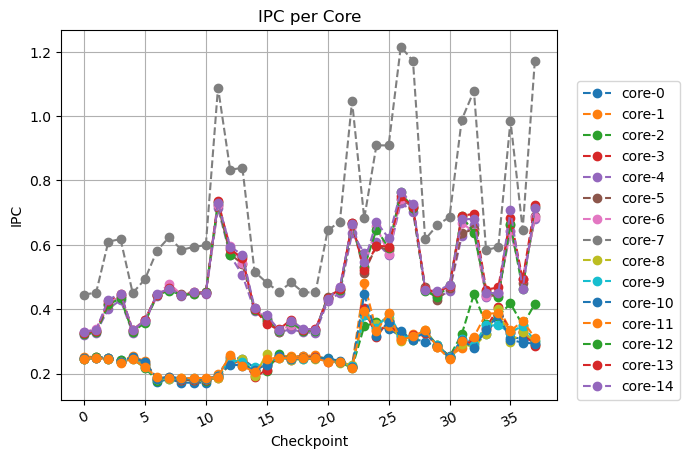 IPC per Core
IPC
1.2
1.0
0.8
0.6
0.4
0.2
0
5
10
15
20
25
30
35
Checkpoint
core-0
core-1
core-2
core-3
core-4
core-5
core-6
core-7
core-8
core-9
core-10
core-11
core-12
core-13
core-14